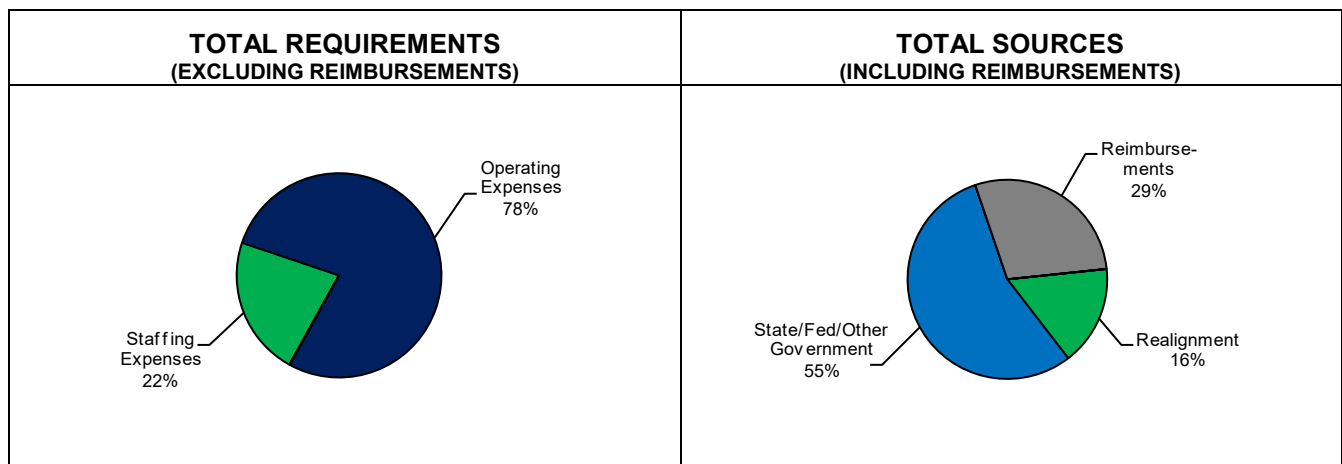 TOTAL REQUIREMENTS
(EXCLUDING REIMBURSEMENTS)
TOTAL SOURCES
(INCLUDING REIMBURSEMENTS)
Operating
Expenses
78%
Staffing
Expenses
22%
Reimburse-
ments
29%
State/Fed/Other
Government
55%
Realignment
16%